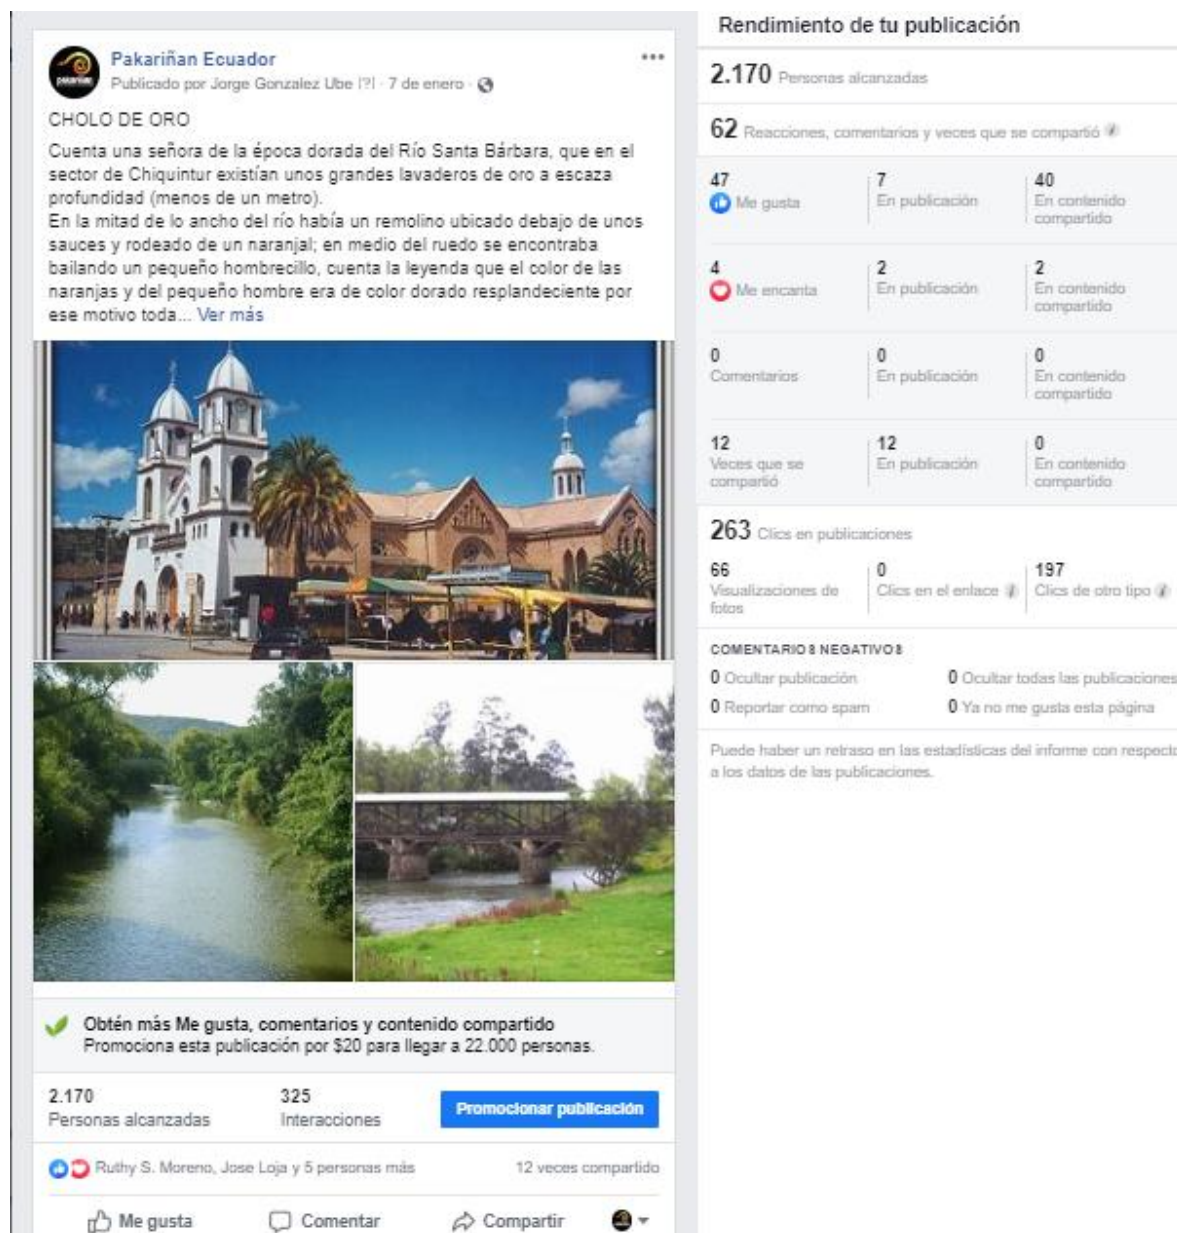 Pakariñan Ecuador
Publicado por Jorge Gonzalez Ube [?] · 7 de enero ·
CHOLO DE ORO
Cuenta una señora de la época dorada del Río Santa Bárbara, que en el
sector de Chiquintur existían unos grandes lavaderos de oro a escaza
profundidad (menos de un metro).
En la mitad de lo ancho del río había un remolino ubicado debajo de unos
sauces y rodeado de un naranjal; en medio del ruedo se encontraba
bailando un pequeño hombrecillo, cuenta la leyenda que el color de las
naranjas y del pequeño hombre era de color dorado resplandeciente por
ese motivo toda... Ver más
Obtén más Me gusta, comentarios y contenido compartido
Promociona esta publicación por $20 para llegar a 22.000 personas.
2.170
Personas alcanzadas
325
Interacciones
Promocionar publicación
Ruthy S. Moreno, Jose Loja y 5 personas más
12 veces compartido
Me gusta
Comentar
Compartir
Rendimiento de tu publicación
2.170 Personas alcanzadas
62 Reacciones, comentarios y veces que se compartió
47
Me gusta
7
En publicación
40
En contenido
compartido
4
Me encanta
2
En publicación
2
En contenido
compartido
0
Comentarios
0
En publicación
0
En contenido
compartido
12
Veces que se
compartió
12
En publicación
0
En contenido
compartido
263 Clics en publicaciones
66
Visualizaciones de
fotos
0
Clics en el enlace
197
Clics de otro tipo
COMENTARIOS NEGATIVOS
0 Ocultar publicación
0 Ocultar todas las publicaciones
0 Reportar como spam
0 Ya no me gusta esta página
Puede haber un retraso en las estadísticas del informe con respecto
a los datos de las publicaciones.